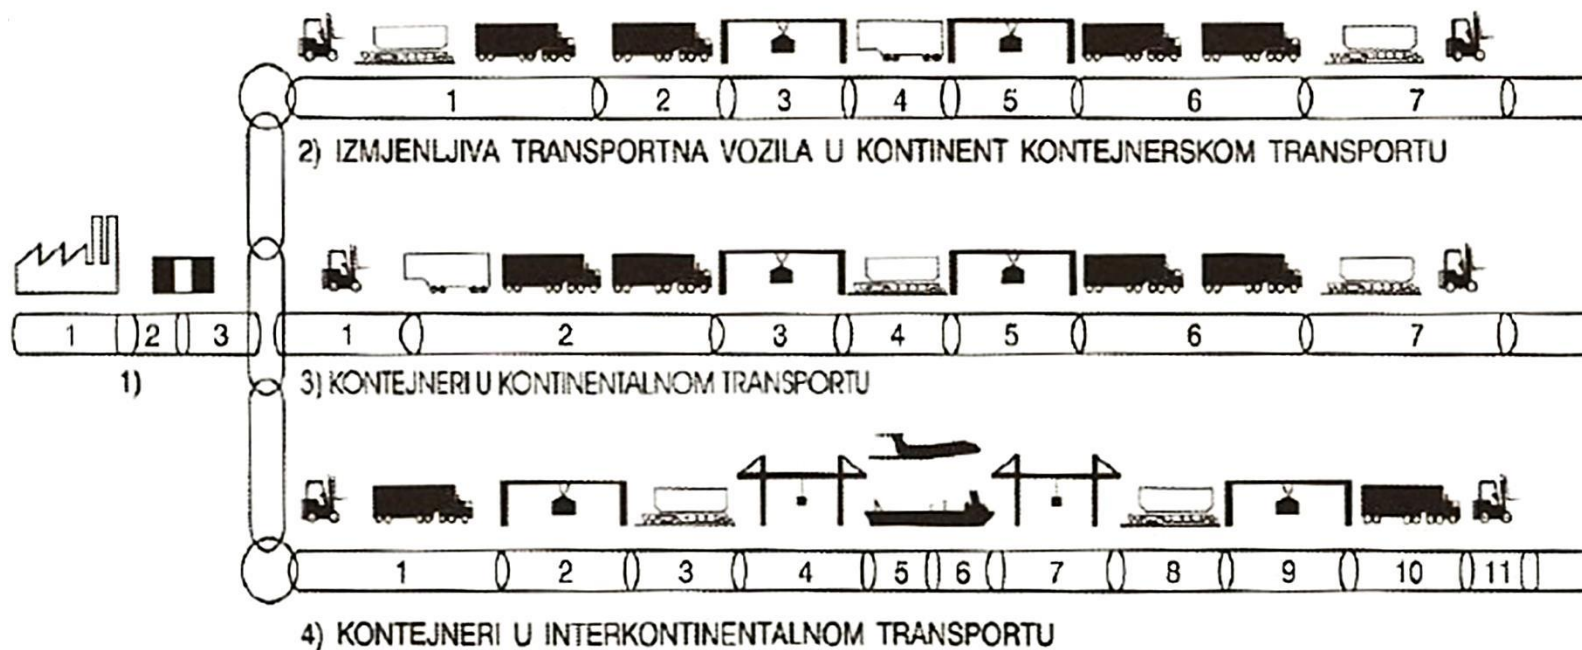 1 2 3 4 5 6 7
2) IZMJENLJIVA TRANSPORTNA VOZILA U KONTINENT KONTEJNERSKOM TRANSPORTU
1 2 3
1)
1 2 3 4 5 6 7
3) KONTEJNERI U KONTINENTALNOM TRANSPORTU
1 2 3 4 5 6 7 8 9 10 11
4) KONTEJNERI U INTERKONTINENTALNOM TRANSPORTU